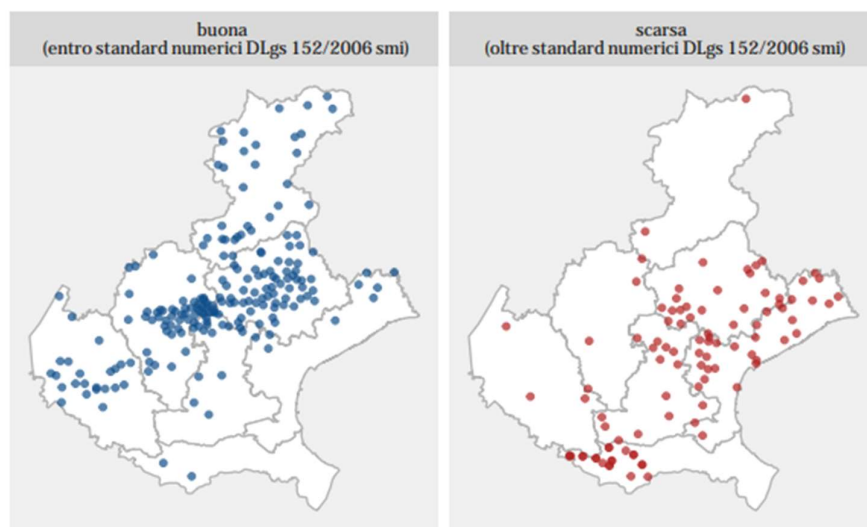 buona
(entro standard numerici DLgs 152/2006 smi)
scarsa
(oltre standard numerici DLgs 152/2006 smi)